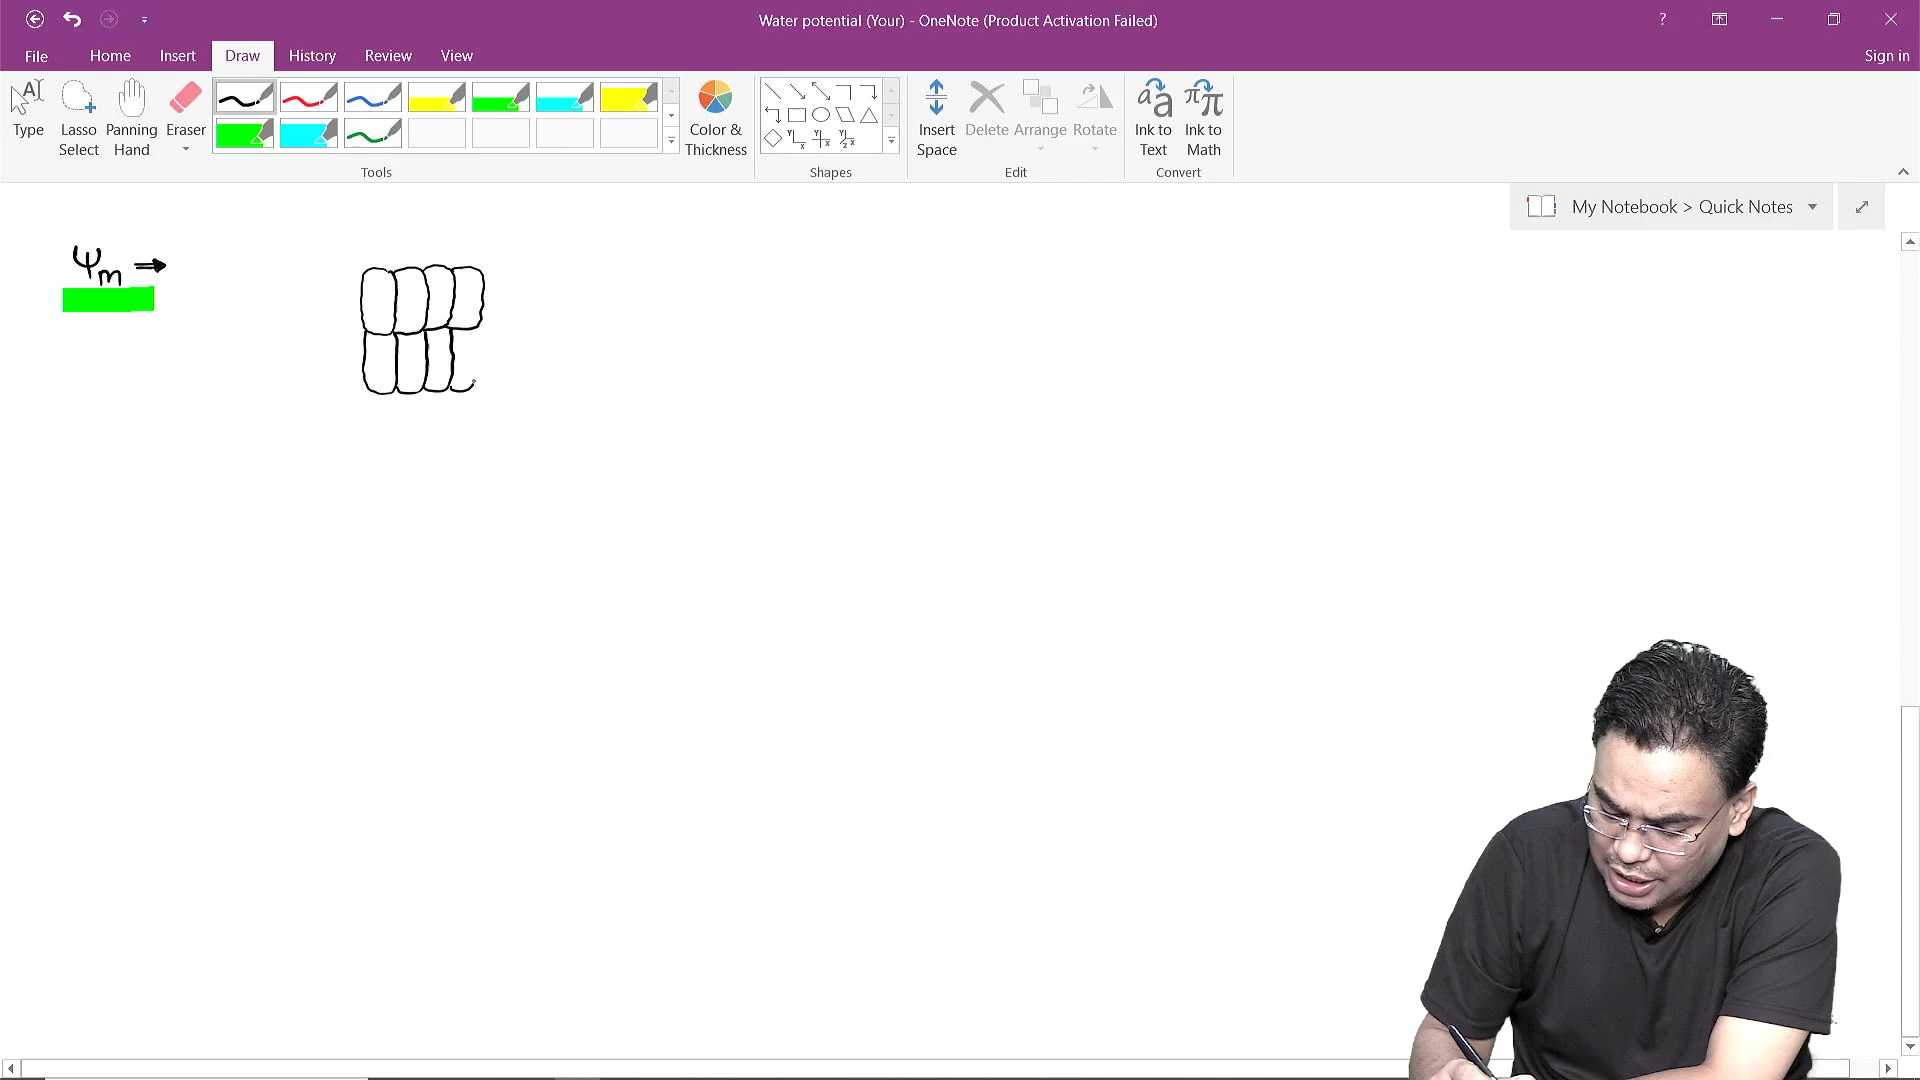 Water potential (Your) - OneNote (Product Activation Failed)
?
File
Home
Insert
Draw
History
Review
View
Sign in
Type
Lasso Select
Panning Hand
Eraser
Color & Thickness
Insert Space
Delete
Arrange
Rotate
Ink to Text
Ink to Math
Tools
Shapes
Edit
Convert
My Notebook > Quick Notes
Ψm ⇒